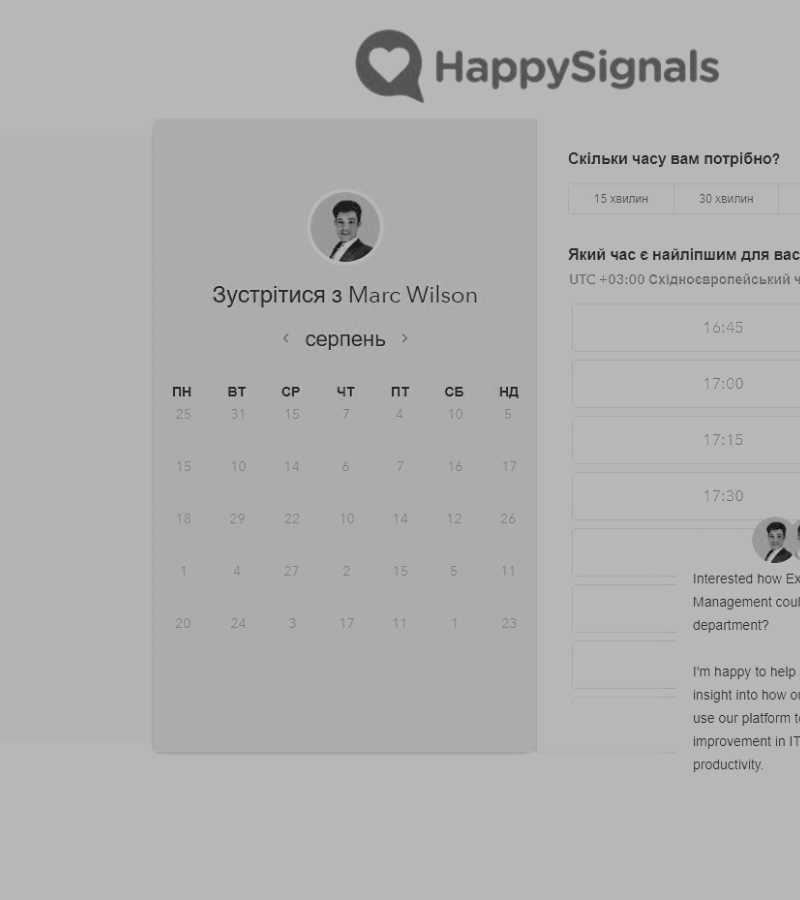 HappySignals
Зустрітися з Marc Wilson
серпень
ПН ВТ СР ЧТ ПТ СБ НД
25 31 15 7 4 10 5
15 10 14 6 7 16 17
18 29 22 10 14 12 26
1 4 27 2 15 5 11
20 24 3 17 11 1 23
Скільки часу вам потрібно?
15 хвилин 30 хвилин
Який час є найліпшим для вас
UTC +03:00 Східноєвропейський ч
16:45
17:00
17:15
17:30
Interested how Ex
Management coul
department?
I'm happy to help
insight into how ou
use our platform to
improvement in IT
productivity.